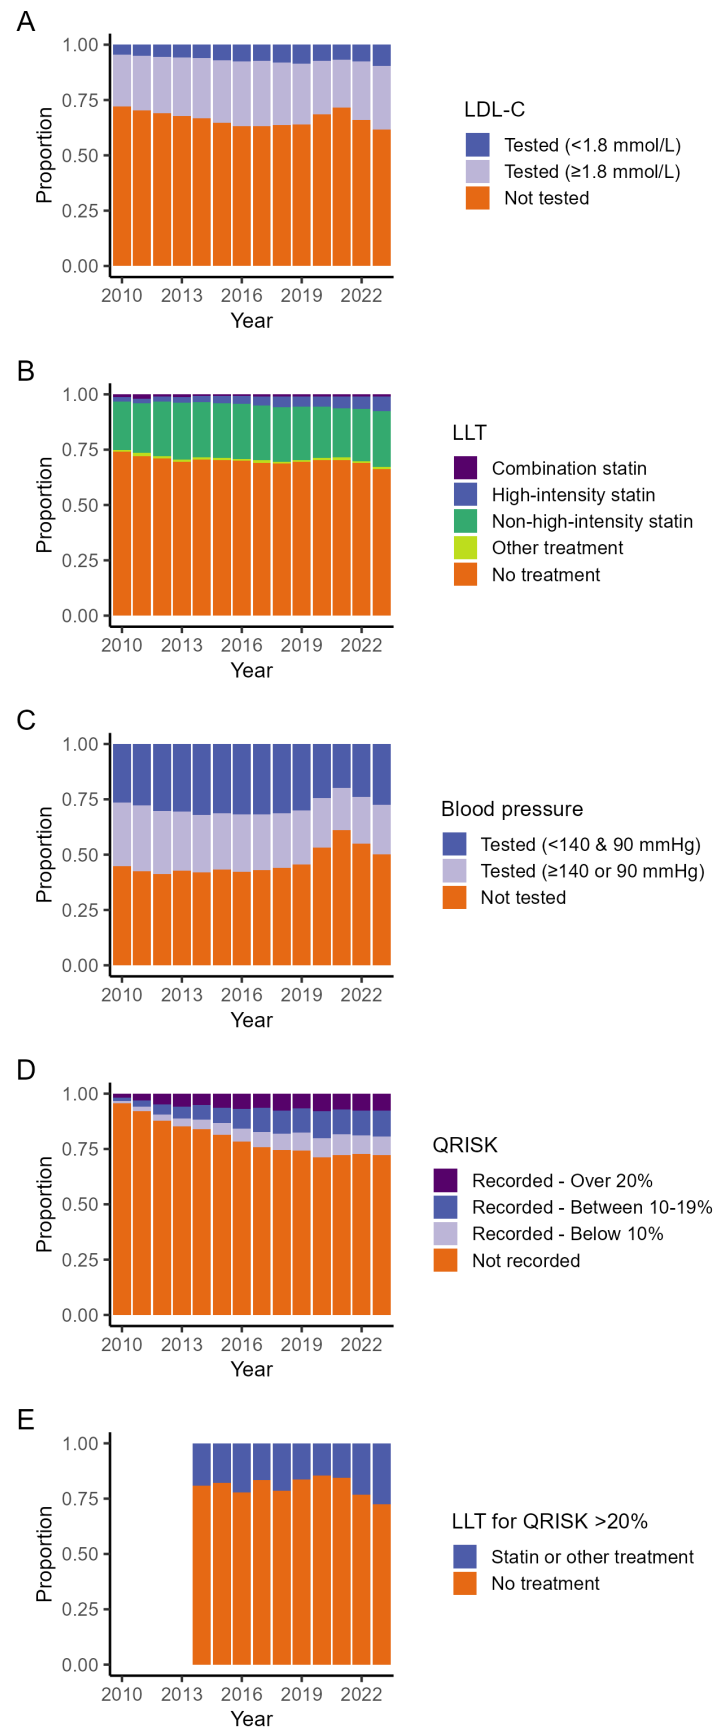 A
1.00
0.75
0.50
0.25
0.00
Proportion
2010 2013 2016 2019 2022
Year
LDL-C
Tested (<1.8 mmol/L)
Tested (≥1.8 mmol/L)
Not tested
B
1.00
0.75
0.50
0.25
0.00
Proportion
2010 2013 2016 2019 2022
Year
LLT
Combination statin
High-intensity statin
Non-high-intensity statin
Other treatment
No treatment
C
1.00
0.75
0.50
0.25
0.00
Proportion
2010 2013 2016 2019 2022
Year
Blood pressure
Tested (<140 & 90 mmHg)
Tested (≥140 or 90 mmHg)
Not tested
D
1.00
0.75
0.50
0.25
0.00
Proportion
2010 2013 2016 2019 2022
Year
QRISK
Recorded - Over 20%
Recorded - Between 10-19%
Recorded - Below 10%
Not recorded
E
1.00
0.75
0.50
0.25
0.00
Proportion
2010 2013 2016 2019 2022
Year
LLT for QRISK >20%
Statin or other treatment
No treatment